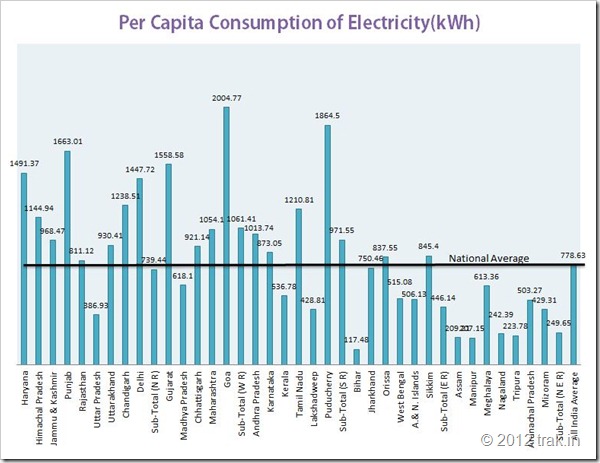 Per Capita Consumption of Electricity(kWh)
2004.77
1864.5
1663.01
1558.58
1491.37
1447.72
1238.51
1210.81
1144.94
1054.1
1061.41
1013.74
968.47
930.41
921.14
971.55
873.05
837.55
845.4
811.12
739.44
750.46
National Average
778.63
618.1
613.36
536.78
515.08
506.13
503.27
446.14
428.81
429.31
386.93
242.39
249.65
223.78
117.48
Haryana
Himachal Pradesh
Jammu & Kashmir
Punjab
Rajasthan
Uttar Pradesh
Uttarakhand
Chandigarh
Delhi
Sub-Total (N R)
Gujarat
Madhya Pradesh
Chhattisgarh
Maharashtra
Goa
Sub-Total (W R)
Andhra Pradesh
Karnataka
Kerala
Tamil Nadu
Lakshadweep
Puducherry
Sub-Total (S R)
Bihar
Jharkhand
Orissa
West Bengal
A.& N. Islands
Sikkim
Sub-Total (E R)
Assam
Manipur
Meghalaya
Nagaland
Tripura
Arunachal Pradesh
Mizoram
Sub-Total (N E R)
All India Average
© 2012 trak.in